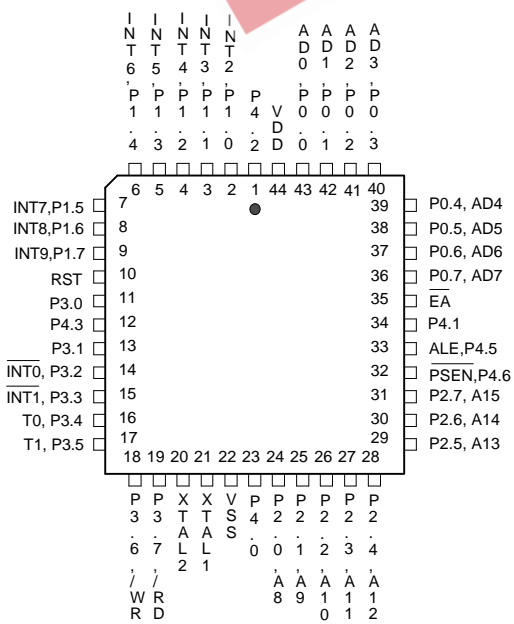 INT6,P1.4
INT5,P1.3
INT4,P1.2
INT3,P1.1
INT2,P1.0
P4.2
VDD
AD0,P0.0
AD1,P0.1
AD2,P0.2
AD3,P0.3
6 5 4 3 2 1 44 43 42 41 40
INT7,P1.5 7
INT8,P1.6 8
INT9,P1.7 9
RST 10
P3.0 11
P4.3 12
P3.1 13
INT0, P3.2 14
INT1, P3.3 15
T0, P3.4 16
T1, P3.5 17
39 P0.4, AD4
38 P0.5, AD5
37 P0.6, AD6
36 P0.7, AD7
35 EA
34 P4.1
33 ALE,P4.5
32 PSEN,P4.6
31 P2.7, A15
30 P2.6, A14
29 P2.5, A13
18 19 20 21 22 23 24 25 26 27 28
P3.6,/WR
P3.7,/RD
XTAL2
XTAL1
VSS
P4.0
P2.0,A8
P2.1,A9
P2.2,A10
P2.3,A11
P2.4,A12